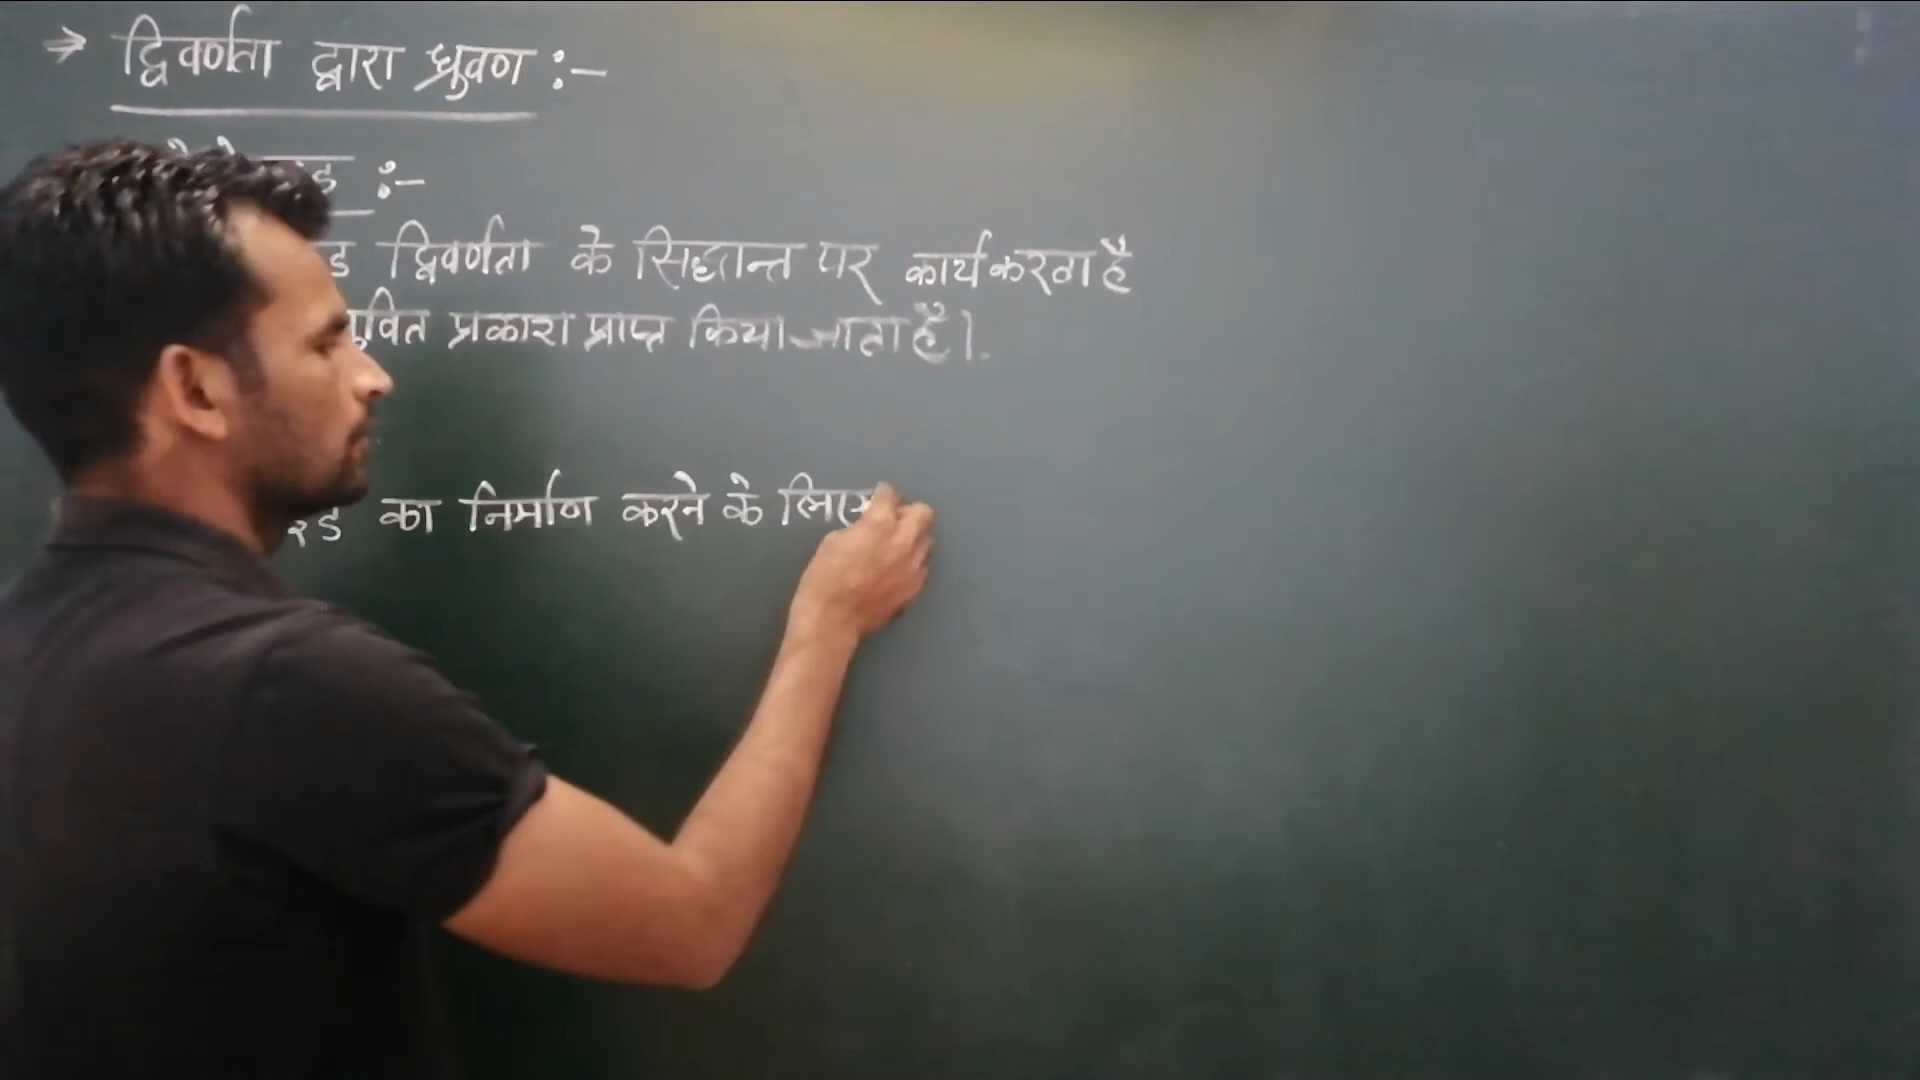 → द्विवर्णता द्वारा ध्रुवण :-
:-
द्विवर्णता के सिद्धान्त पर कार्य करता है
प्रकाश प्राप्त किया जाता है।
का निर्माण करने के लिए